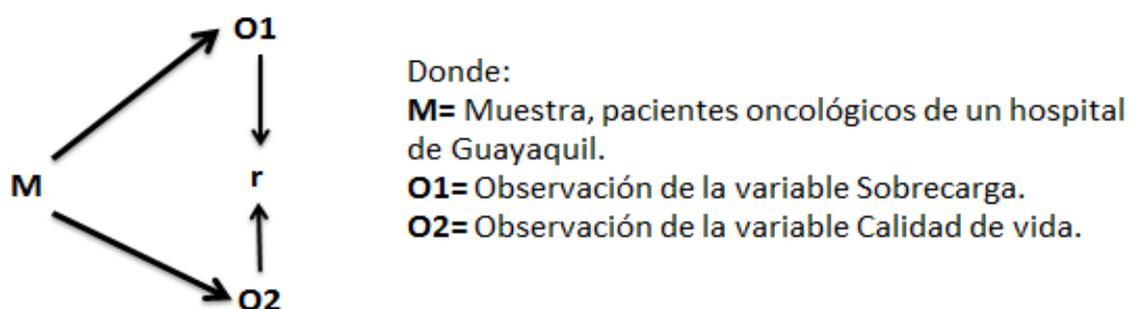 O1
Donde:
M= Muestra, pacientes oncológicos de un hospital
de Guayaquil.
M
r
O1= Observación de la variable Sobrecarga.
O2= Observación de la variable Calidad de vida.
O2